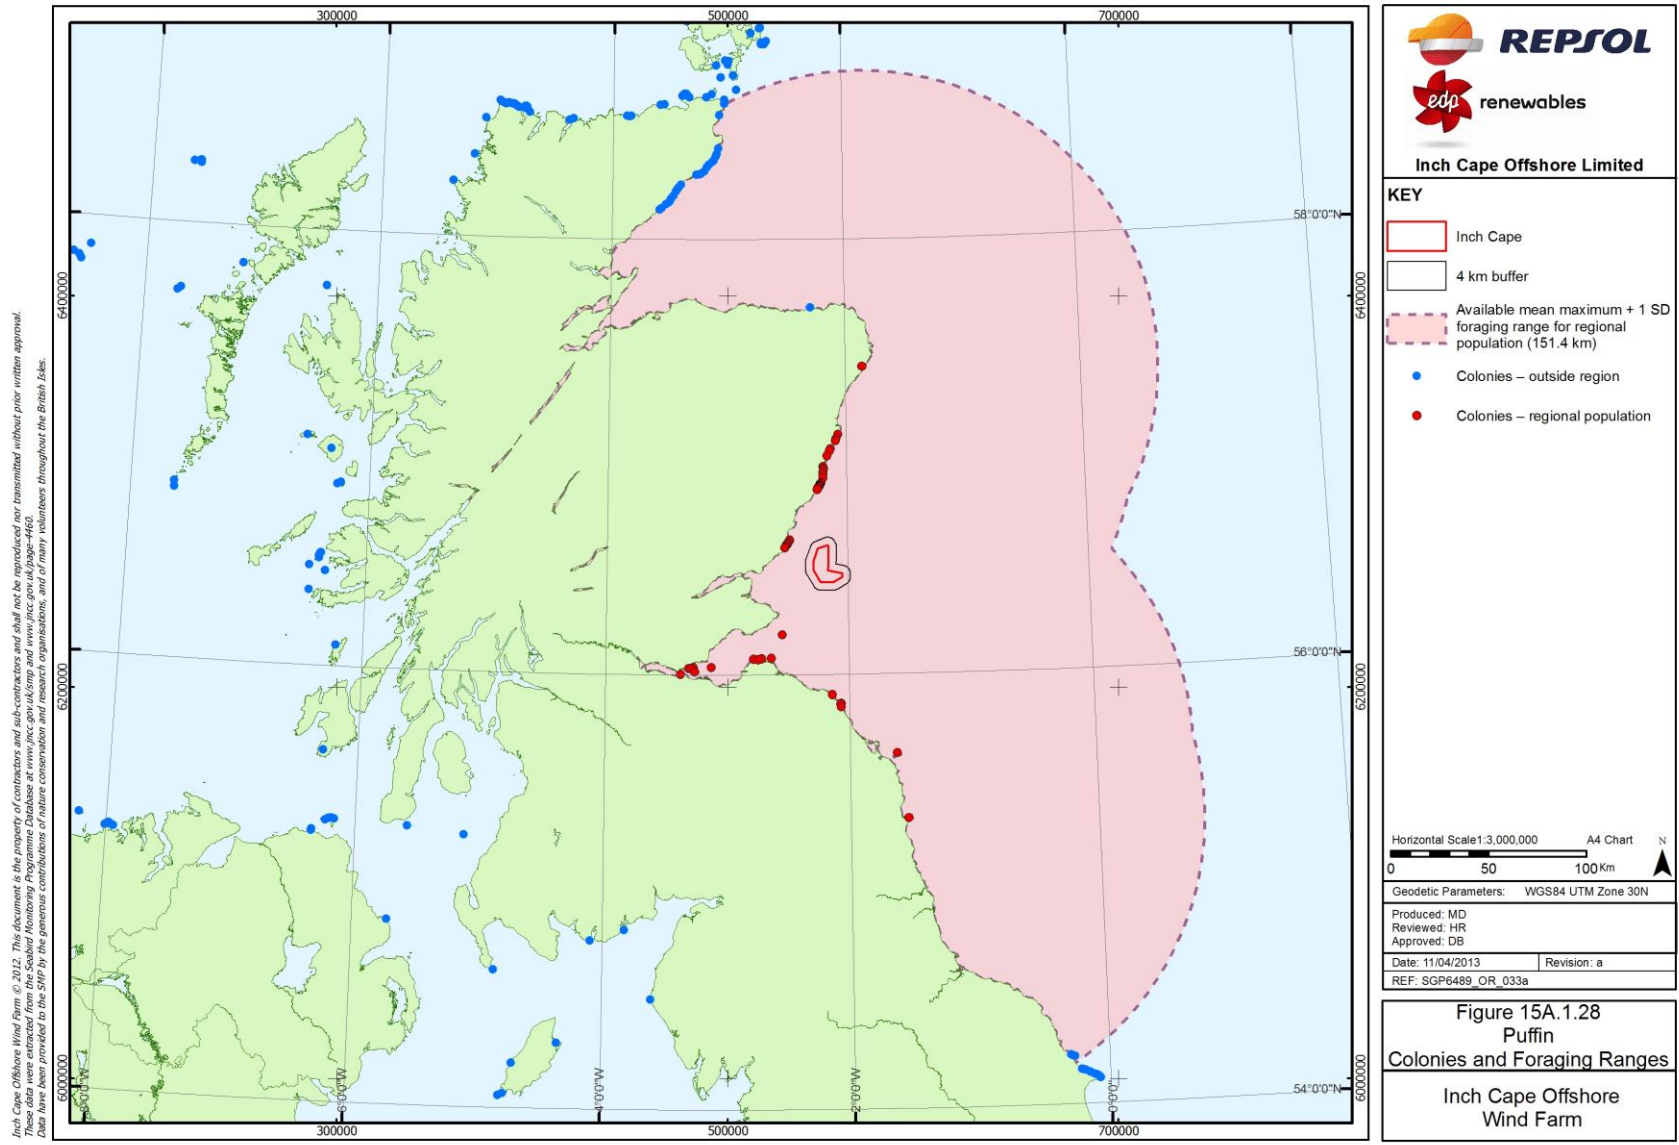 300000
500000
700000
58°0'0"N
6400000
6400000
56°0'0"N
6200000
6200000
54°0'0"N
6000000
6000000
8°0'0"W
6°0'0"W
4°0'0"W
2°0'0"W
0°0'0"
300000
500000
700000
Inch Cape Offshore Wind Farm © 2012. This document is the property of contractors and sub-contractors and shall not be reproduced nor transmitted without prior written approval.
These data were extracted from the Seabird Monitoring Programme Database at www.jncc.gov.uk/smp and www.jncc.gov.uk/page-4460.
Data have been provided to the SMP by the generous contributions of nature conservation and research organisations, and of many volunteers throughout the British Isles.
REPSOL
edp renewables
Inch Cape Offshore Limited
KEY
Inch Cape
4 km buffer
Available mean maximum + 1 SD
foraging range for regional
population (151.4 km)
Colonies – outside region
Colonies – regional population
Horizontal Scale1:3,000,000 A4 Chart N
0 50 100 Km
Geodetic Parameters: WGS84 UTM Zone 30N
Produced: MD
Reviewed: HR
Approved: DB
Date: 11/04/2013 Revision: a
REF: SGP6489_OR_033a
Figure 15A.1.28
Puffin
Colonies and Foraging Ranges
Inch Cape Offshore
Wind Farm